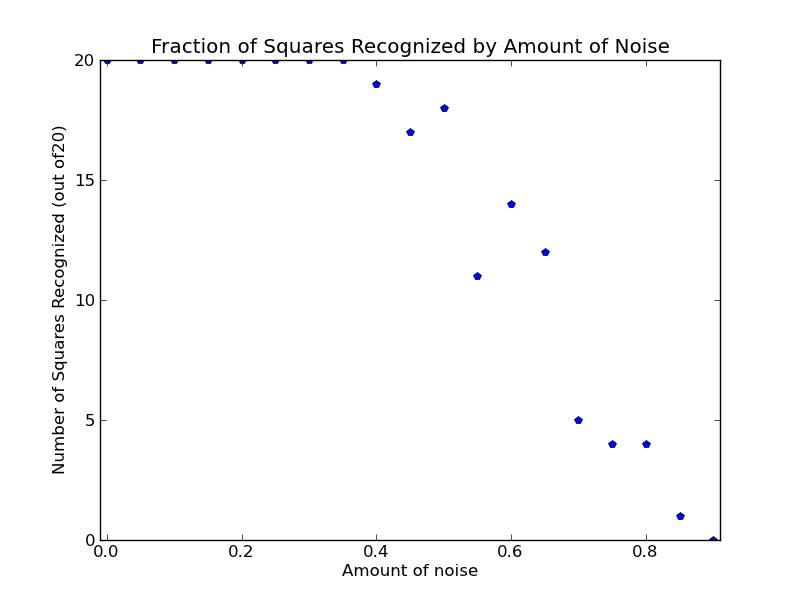 Fraction of Squares Recognized by Amount of Noise
Number of Squares Recognized (out of20)
20
15
10
5
0
0.0 0.2 0.4 0.6 0.8
Amount of noise